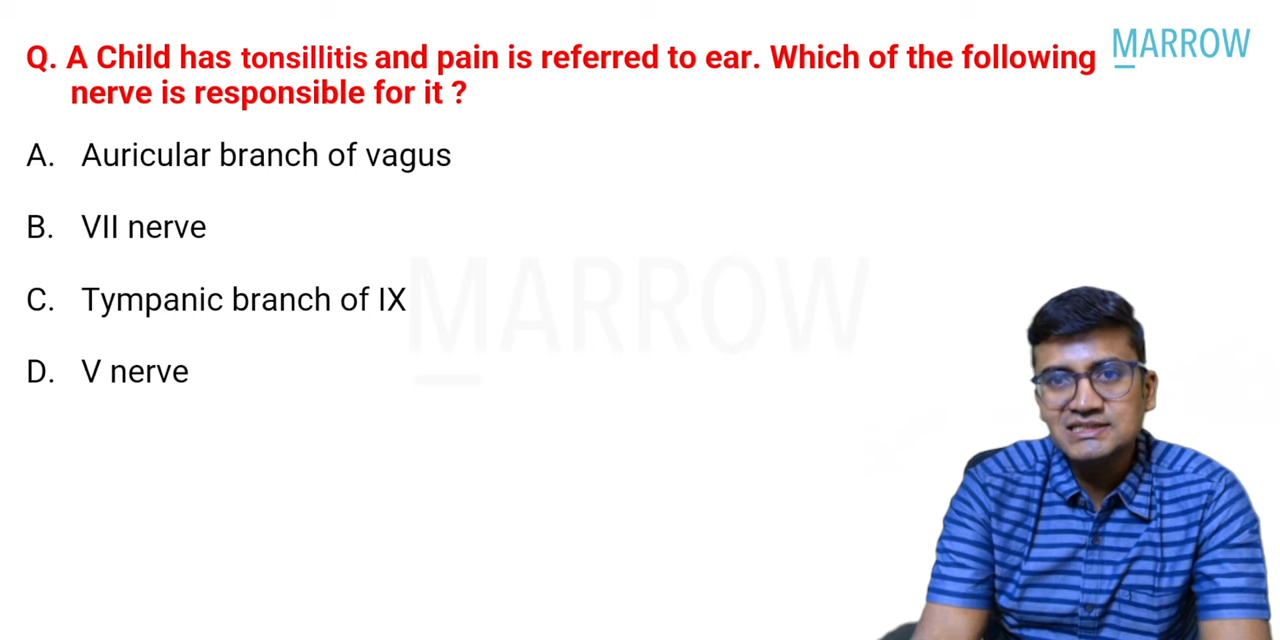 Q. A Child has tonsillitis and pain is referred to ear. Which of the following
nerve is responsible for it ?
MARROW
A. Auricular branch of vagus
B. VII nerve
C. Tympanic branch of IX
D. V nerve
MARROW